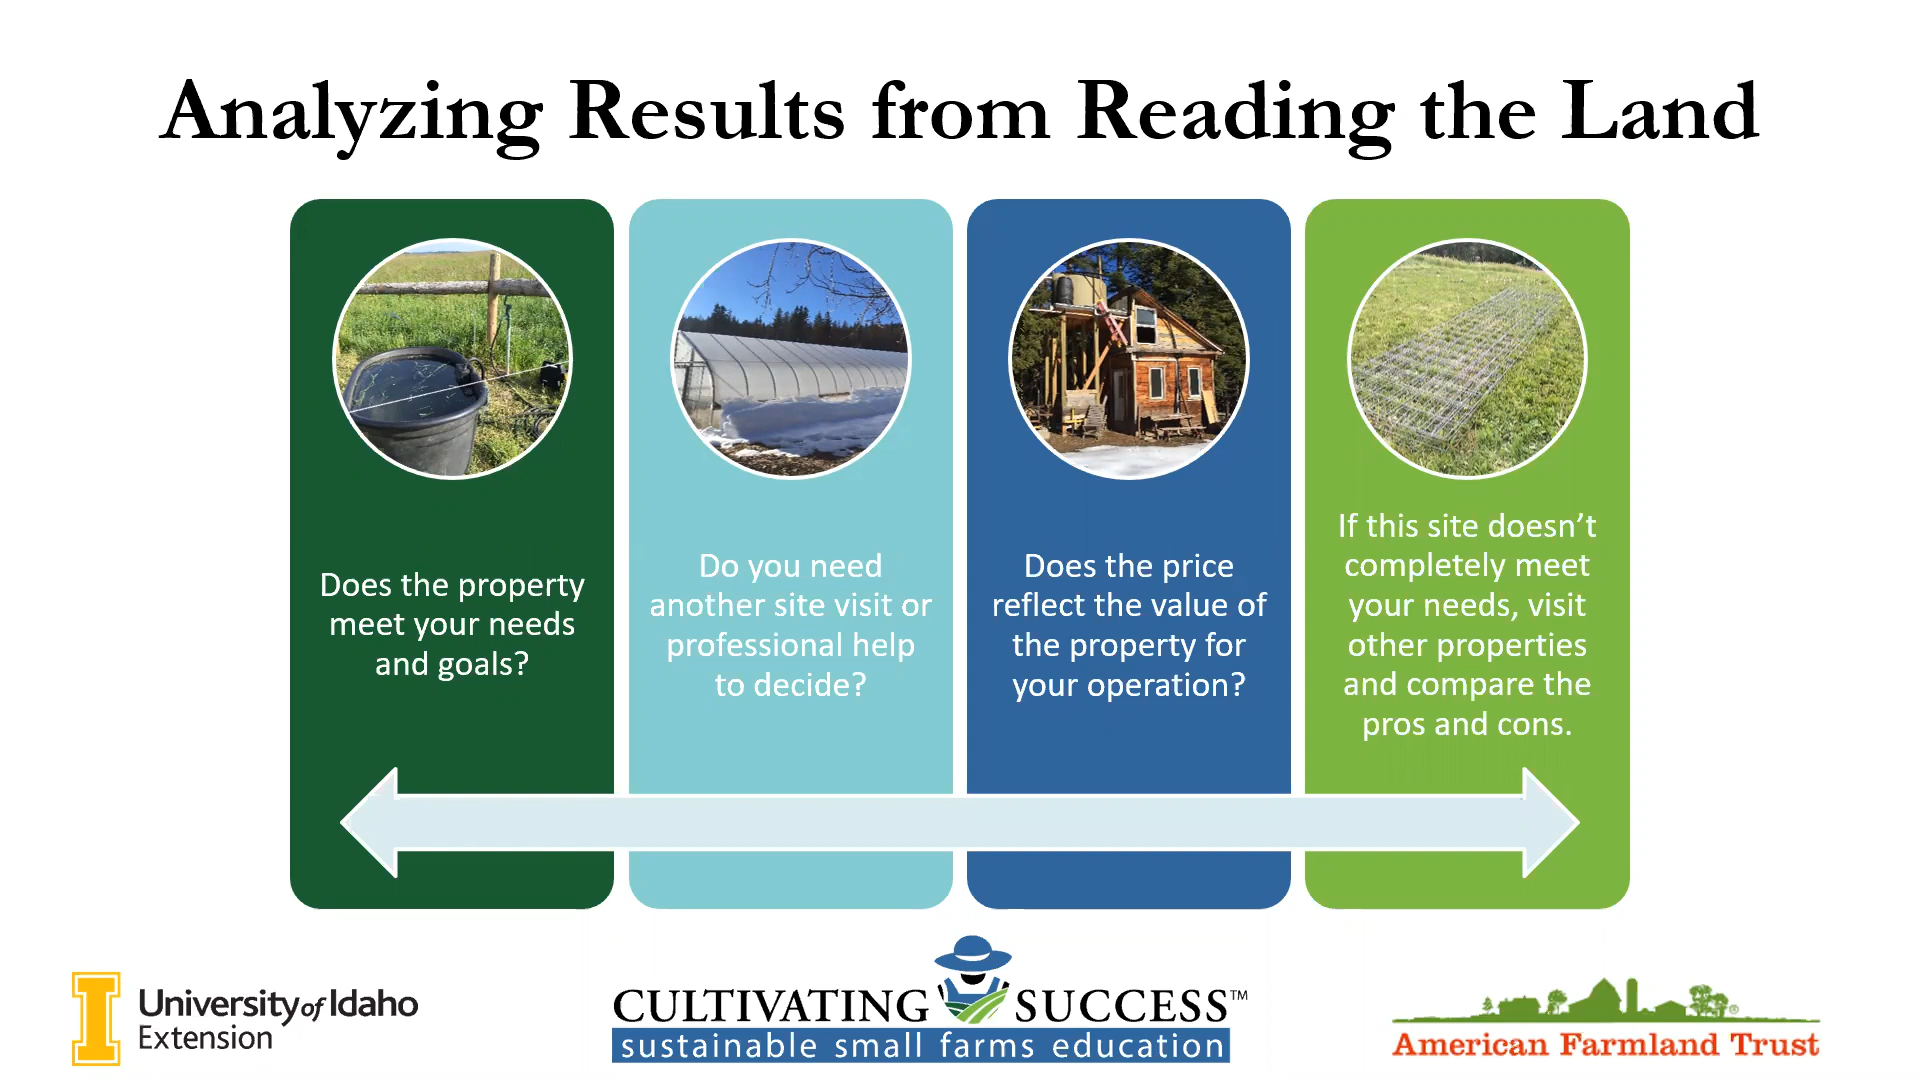 Analyzing Results from Reading the Land
Does the property
meet your needs
and goals?
Do you need
another site visit or
professional help
to decide?
Does the price
reflect the value of
the property for
your operation?
If this site doesn’t
completely meet
your needs, visit
other properties
and compare the
pros and cons.
University of Idaho
Extension
CULTIVATING SUCCESS™
sustainable small farms education
American Farmland Trust